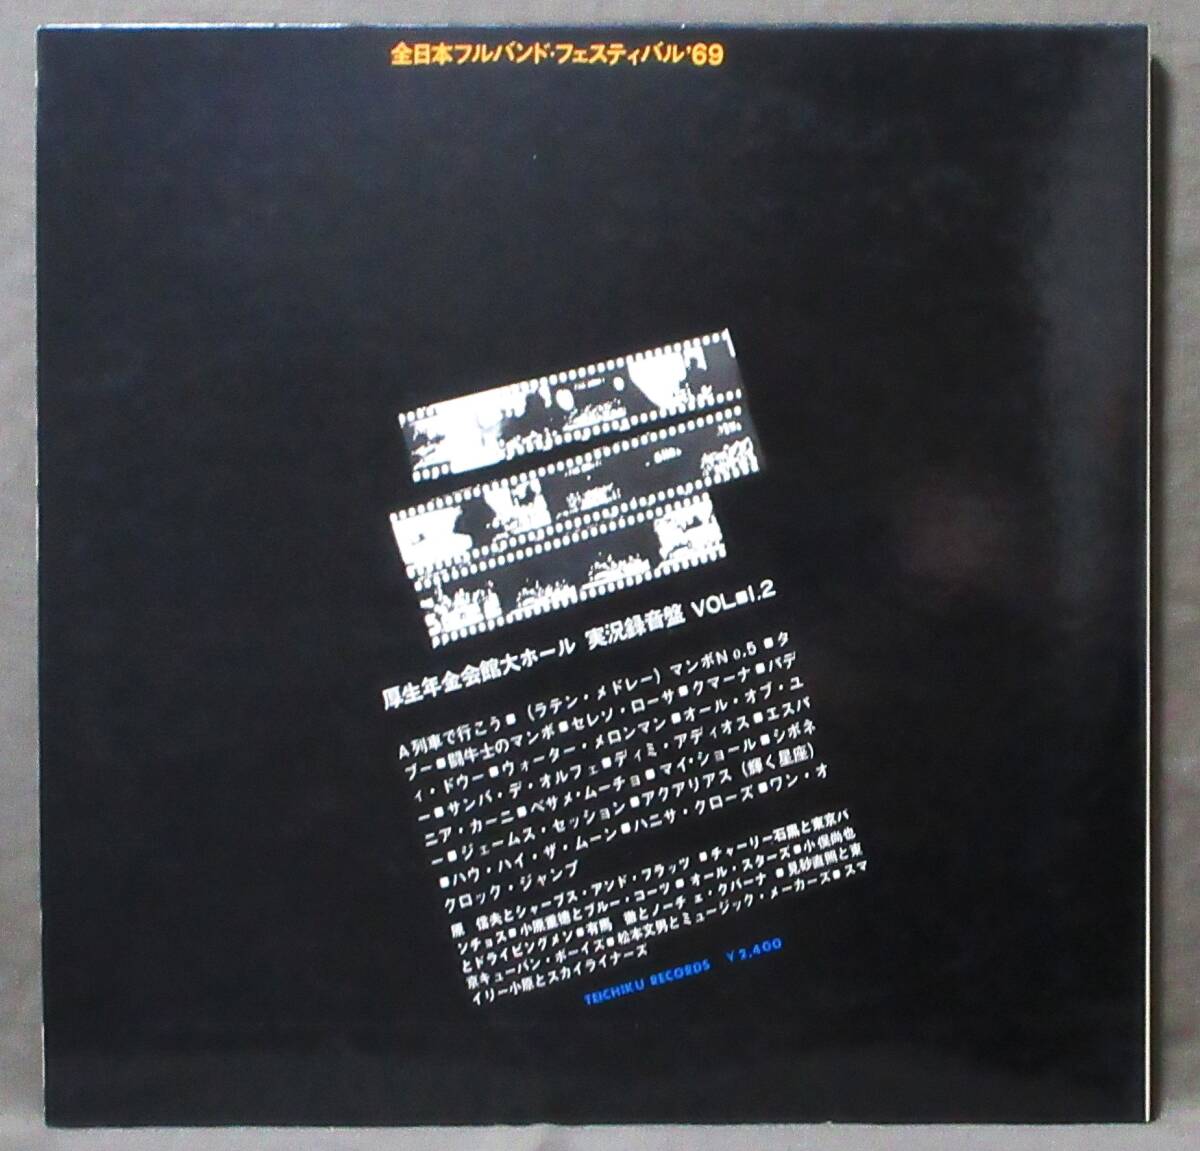 全日本フルバンド・フェスティバル'69
厚生年金会館大ホール 実況録音盤 VOL■1.2
A列車で行こう■(ラテン・メドレー)マンボNo.5■タ
ブー■闘牛士のマンボ■セレソ・ローサ■クマーナ■パデ
ィ・ドウー■ウォーター・メロンマン■オール・オブ・ユ
ー■サンバ・デ・オルフェ■ディミ・アディオス■エスパ
ニア・カーニ■ベサメ・ムーチョ■マイ・ショール■シボネ
ー■ジェームス・セッション■アクアリアス(輝く星座)
■ハウ・ハイ・ザ・ムーン■ハニサ・クローズ■ワン・オ
クロック・ジャンプ
原 信夫とシャープス・アンド・フラッツ■チャーリー石黒と東京パ
ンチョス■小原重徳とブルー・コーツ■オール・スターズ■小俣尚也
とドライビングメン■有馬 徹とノーチェ・クバーナ■見砂直照と東
京キューバン・ボーイズ■松本文男とミュージック・メーカーズ■スマ
イリー小原とスカイライナーズ
TEICHIKU RECORDS ¥2,400